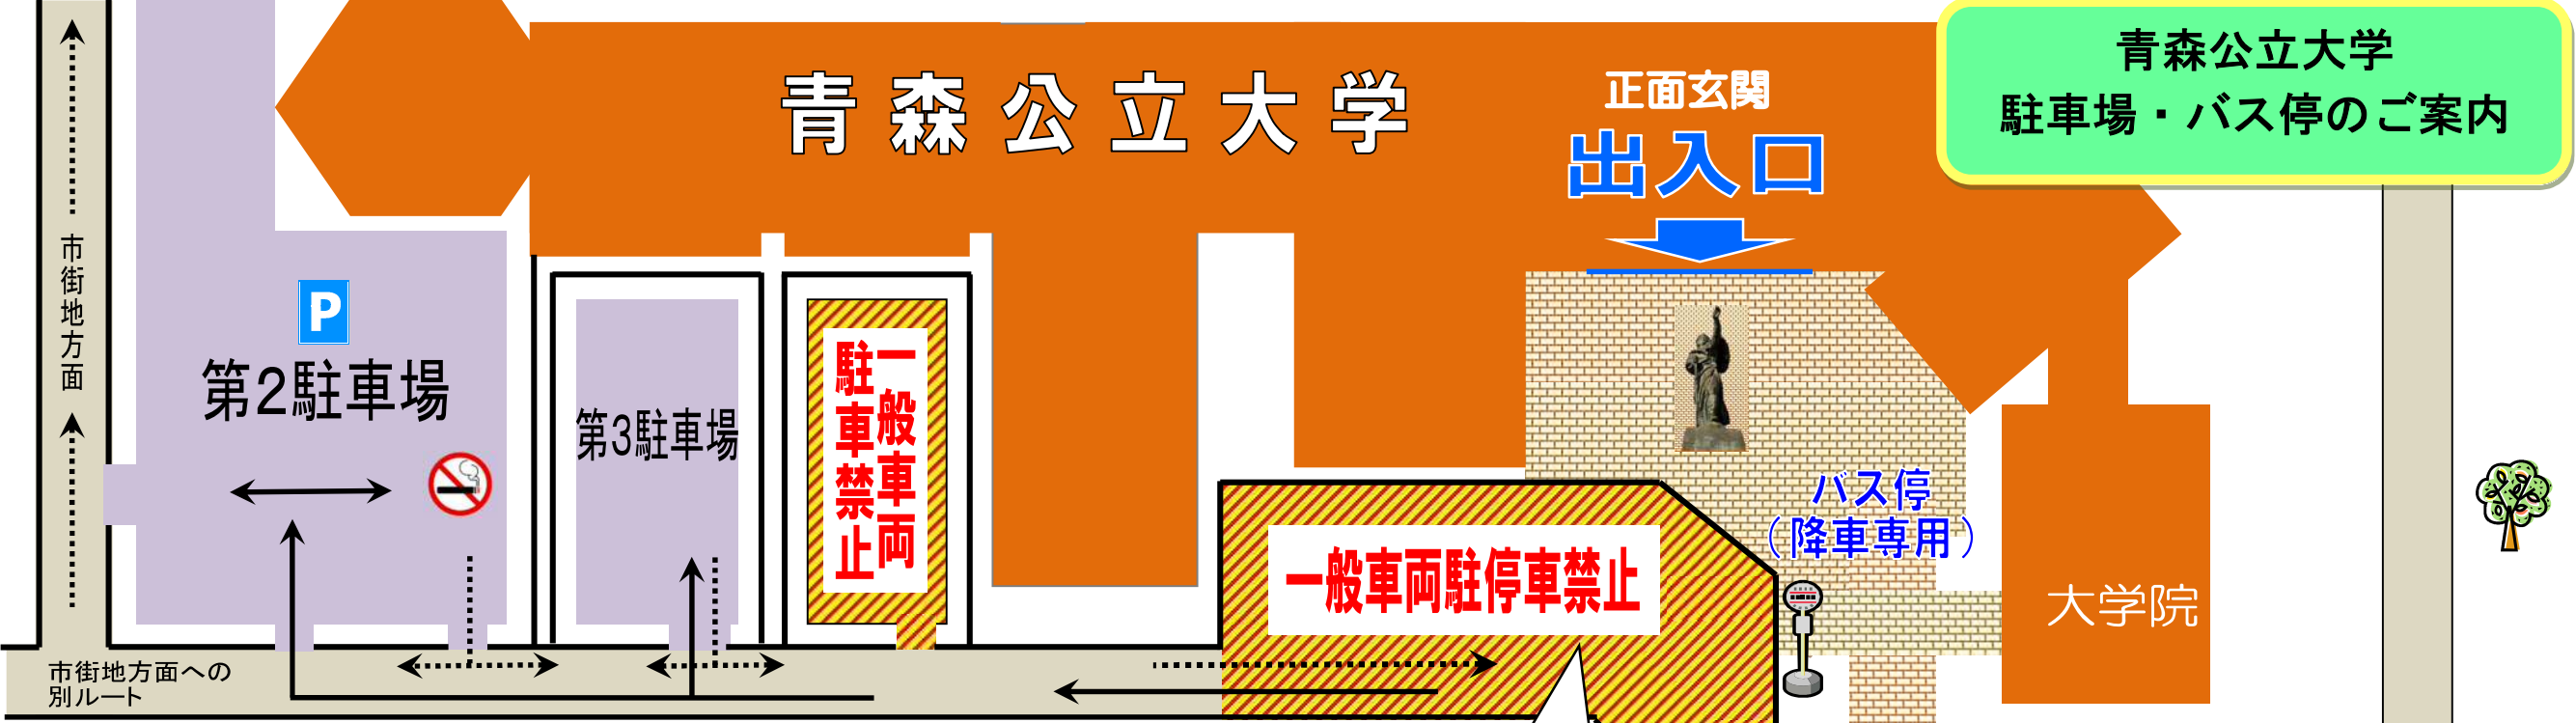 青森公立大学
駐車場・バス停のご案内
青森公立大学
正面玄関
出入口
市街地方面
P
第2駐車場
第3駐車場
一般車両
駐車禁止
一般車両駐停車禁止
バス停
（降車専用）
大学院
市街地方面への
別ルート